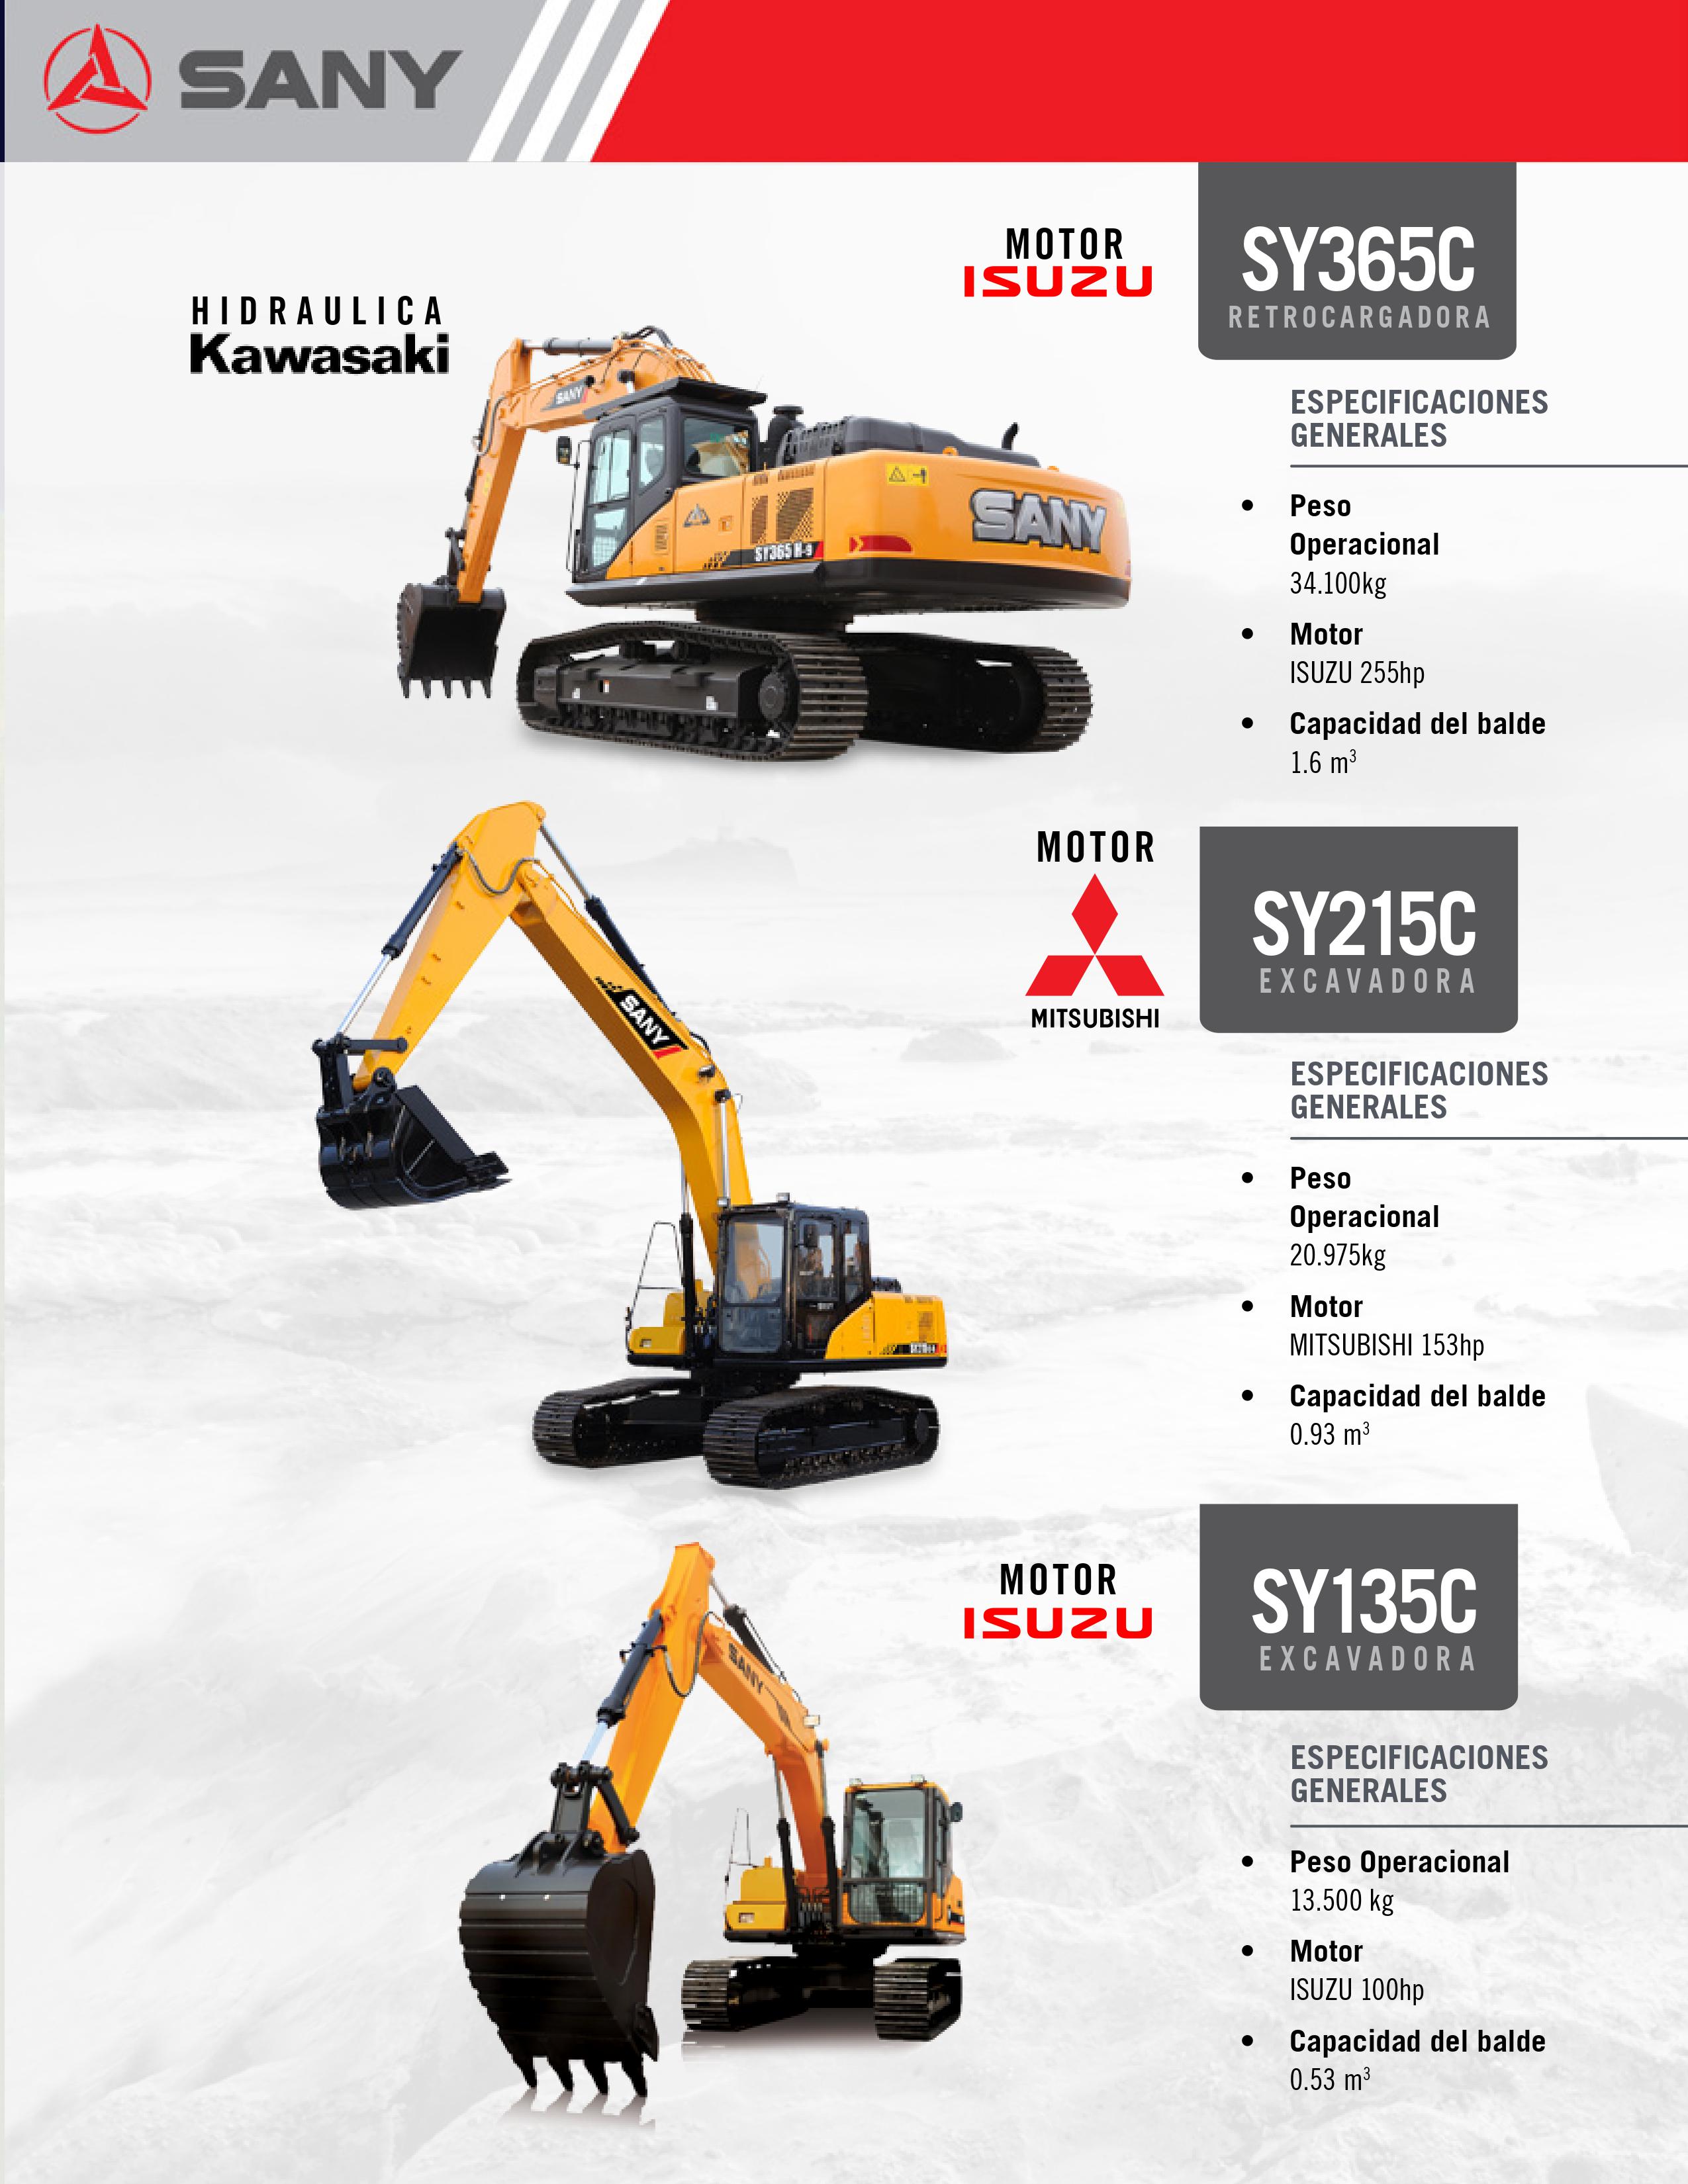 SANY
MOTOR
ISUZU
SY365C
RETROCARGADORA
HIDRAULICA
Kawasaki
SANY
SANY
SY365H-9
ESPECIFICACIONES
GENERALES
• Peso
Operacional
34.100kg
• Motor
ISUZU 255hp
• Capacidad del balde
1.6 m³
MOTOR
MITSUBISHI
SY215C
EXCAVADORA
SANY
ESPECIFICACIONES
GENERALES
• Peso
Operacional
20.975kg
• Motor
MITSUBISHI 153hp
• Capacidad del balde
0.93 m³
MOTOR
ISUZU
SY135C
EXCAVADORA
SANY
ESPECIFICACIONES
GENERALES
• Peso Operacional
13.500 kg
• Motor
ISUZU 100hp
• Capacidad del balde
0.53 m³